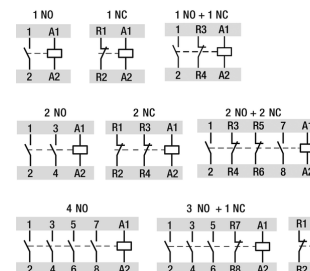 1 NO 1 NC 1 NO + 1 NC
1 A1 R1 A1 1 R3 A1
2 A2 R2 A2 2 R4 A2
2 NO 2 NC 2 NO + 2 NC
1 3 A1 R1 R3 A1 1 R3 R5 7 A1
2 4 A2 R2 R4 A2 2 R4 R6 8 A2
4 NO 3 NO + 1 NC
1 3 5 7 A1 1 3 5 R7 A1 R1
2 4 6 8 A2 2 4 6 R8 A2 R2